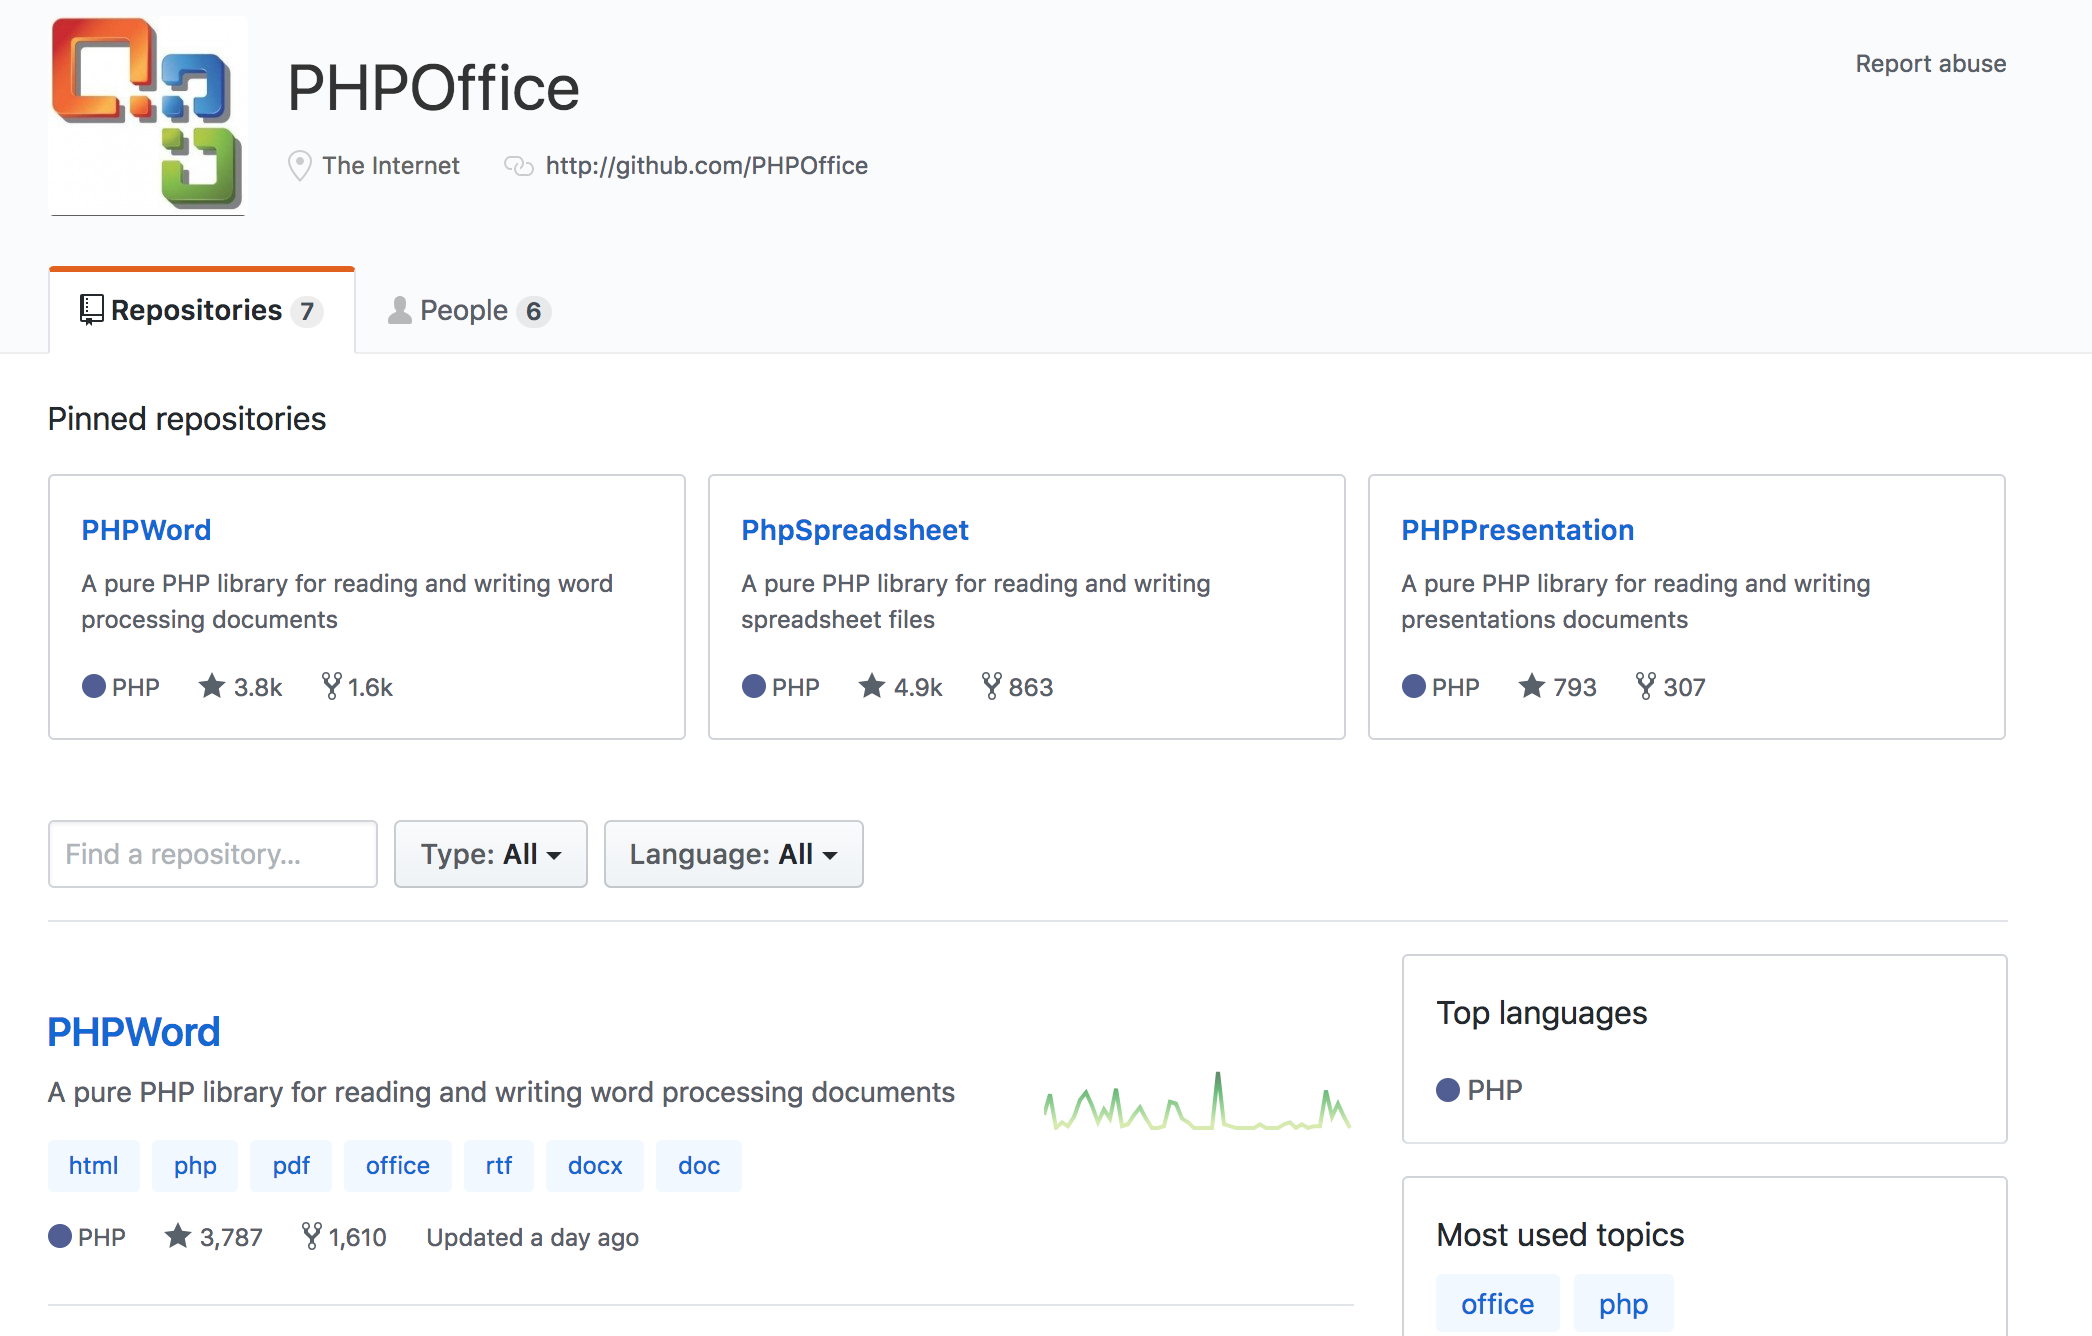 PHPOffice
Report abuse
The Internet http://github.com/PHPOffice
Repositories 7 People 6
Pinned repositories
PHPWord
A pure PHP library for reading and writing word
processing documents
PHP 3.8k 1.6k
PhpSpreadsheet
A pure PHP library for reading and writing
spreadsheet files
PHP 4.9k 863
PHPPresentation
A pure PHP library for reading and writing
presentations documents
PHP 793 307
Find a repository...
Type: All
Language: All
PHPWord
A pure PHP library for reading and writing word processing documents
html php pdf office rtf docx doc
PHP 3,787 1,610 Updated a day ago
Top languages
PHP
Most used topics
office php